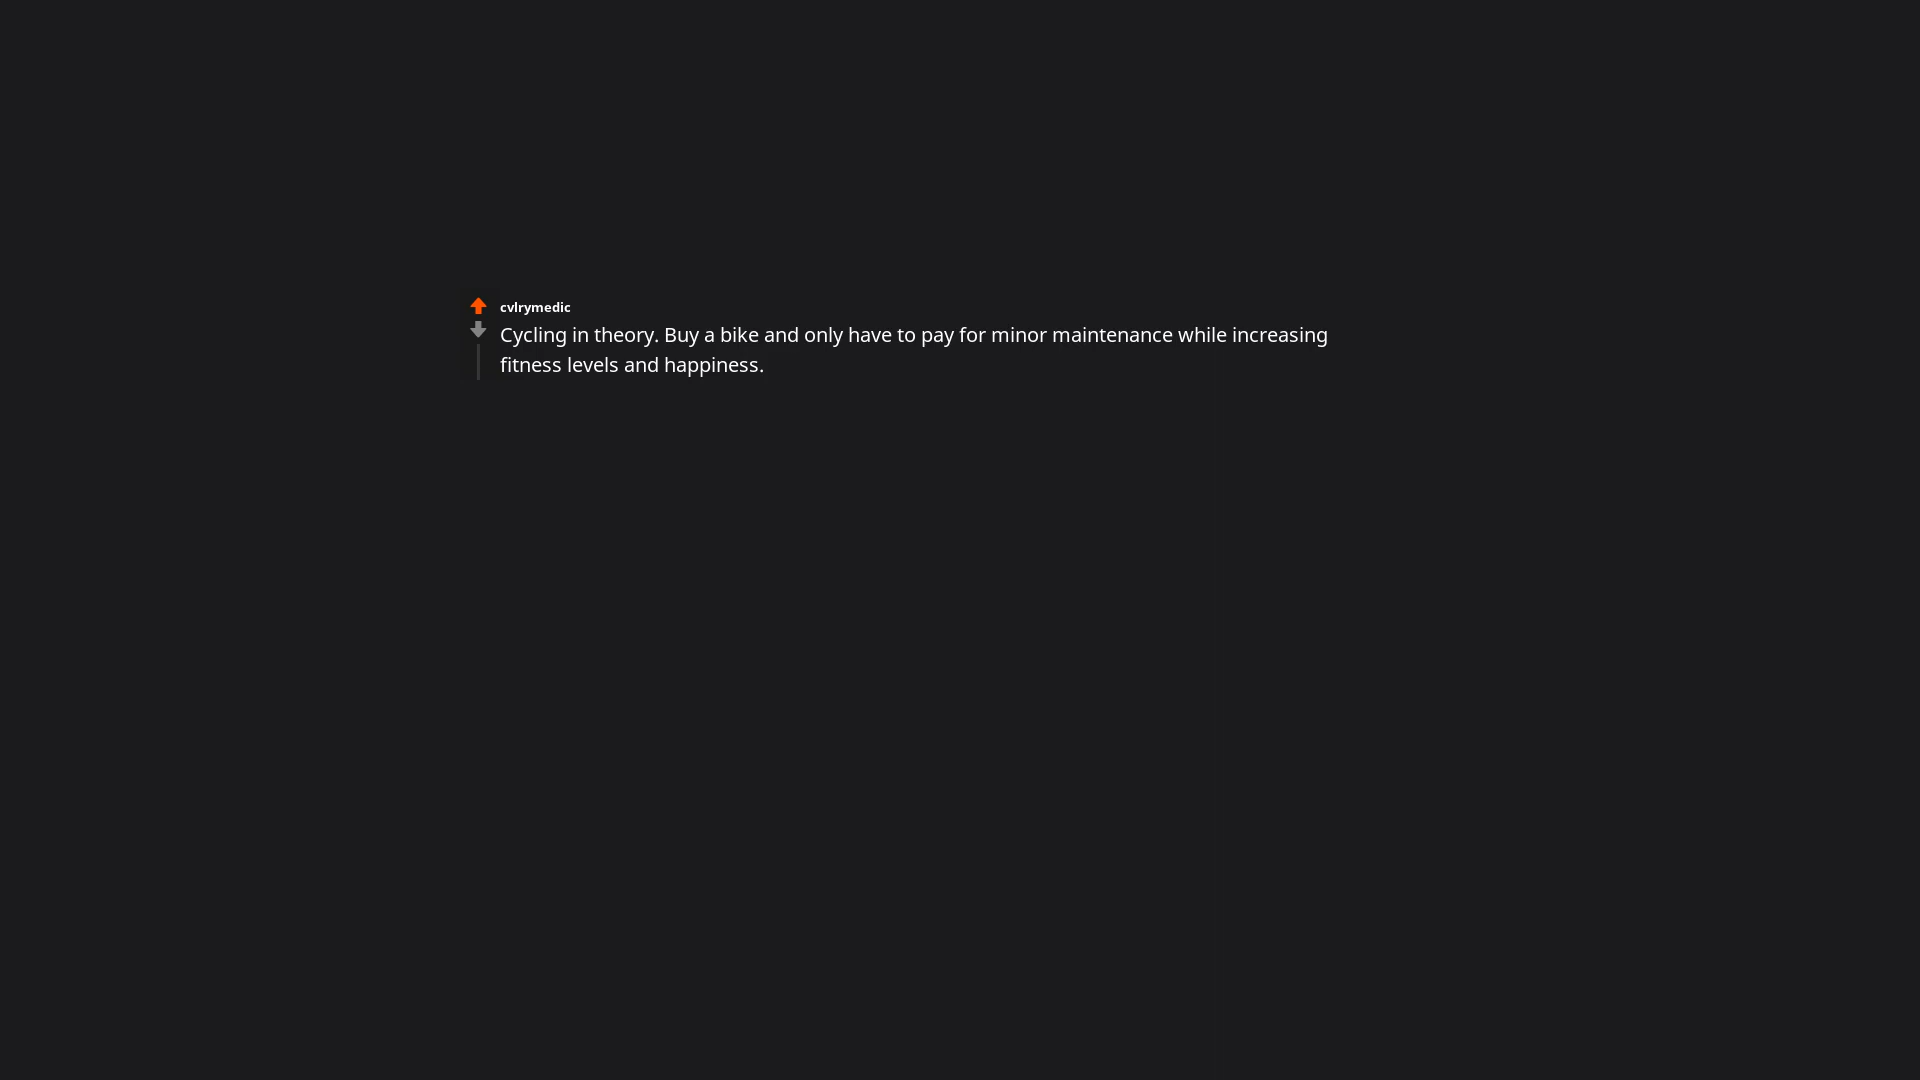 cvlrymedic
Cycling in theory. Buy a bike and only have to pay for minor maintenance while increasing
fitness levels and happiness.